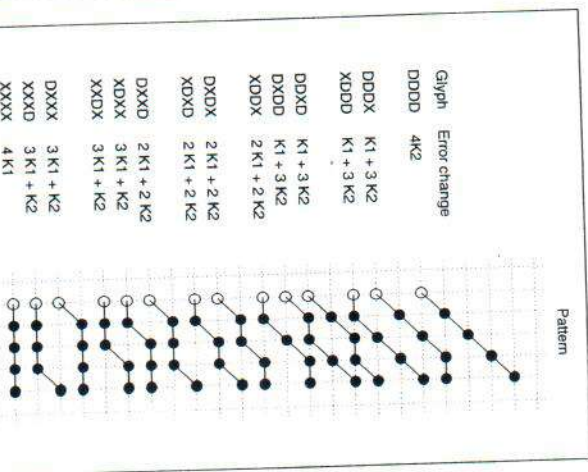 Glyph Error change Pattern
DDDD 4K2
DDDX K1 + 3 K2
XDDD K1 + 3 K2
DDXD K1 + 3 K2
DXDD K1 + 3 K2
XDDX 2 K1 + 2 K2
DXDX 2 K1 + 2 K2
XDXD 2 K1 + 2 K2
DXXD 2 K1 + 2 K2
XDXX 3 K1 + K2
XXDX 3 K1 + K2
DXXX 3 K1 + K2
XXXD 3 K1 + K2
XXXX 4 K1